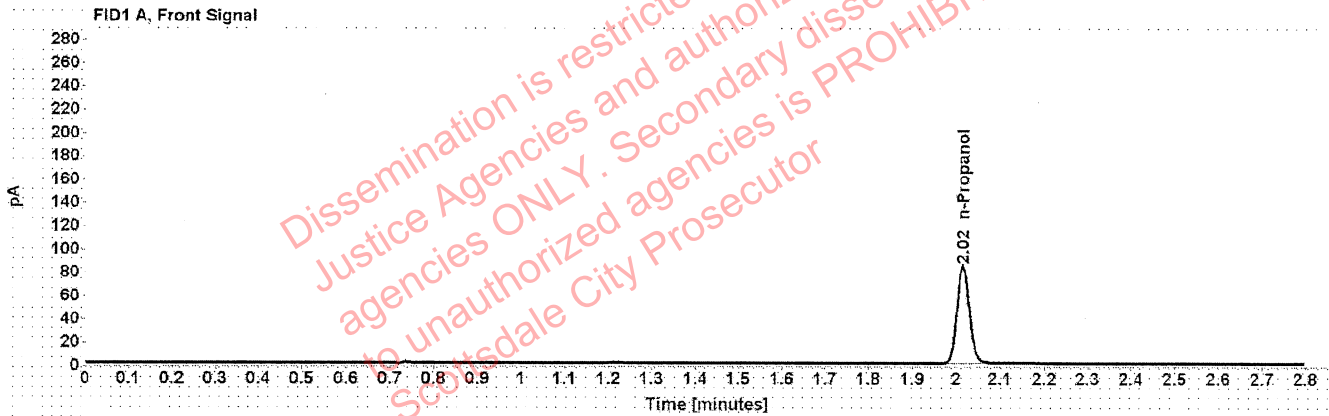 FID1 A, Front Signal
280
260
240
220
200
180
160
140
120
100
80
60
40
20
0
pA
2.02 n-Propanol
0 0.1 0.2 0.3 0.4 0.5 0.6 0.7 0.8 0.9 1 1.1 1.2 1.3 1.4 1.5 1.6 1.7 1.8 1.9 2 2.1 2.2 2.3 2.4 2.5 2.6 2.7 2.8
Time [minutes]
Dissemination is restricted
Justice Agencies and
agencies ONLY. Secondary
to unauthorized agencies is
Scottsdale City Prosecutor